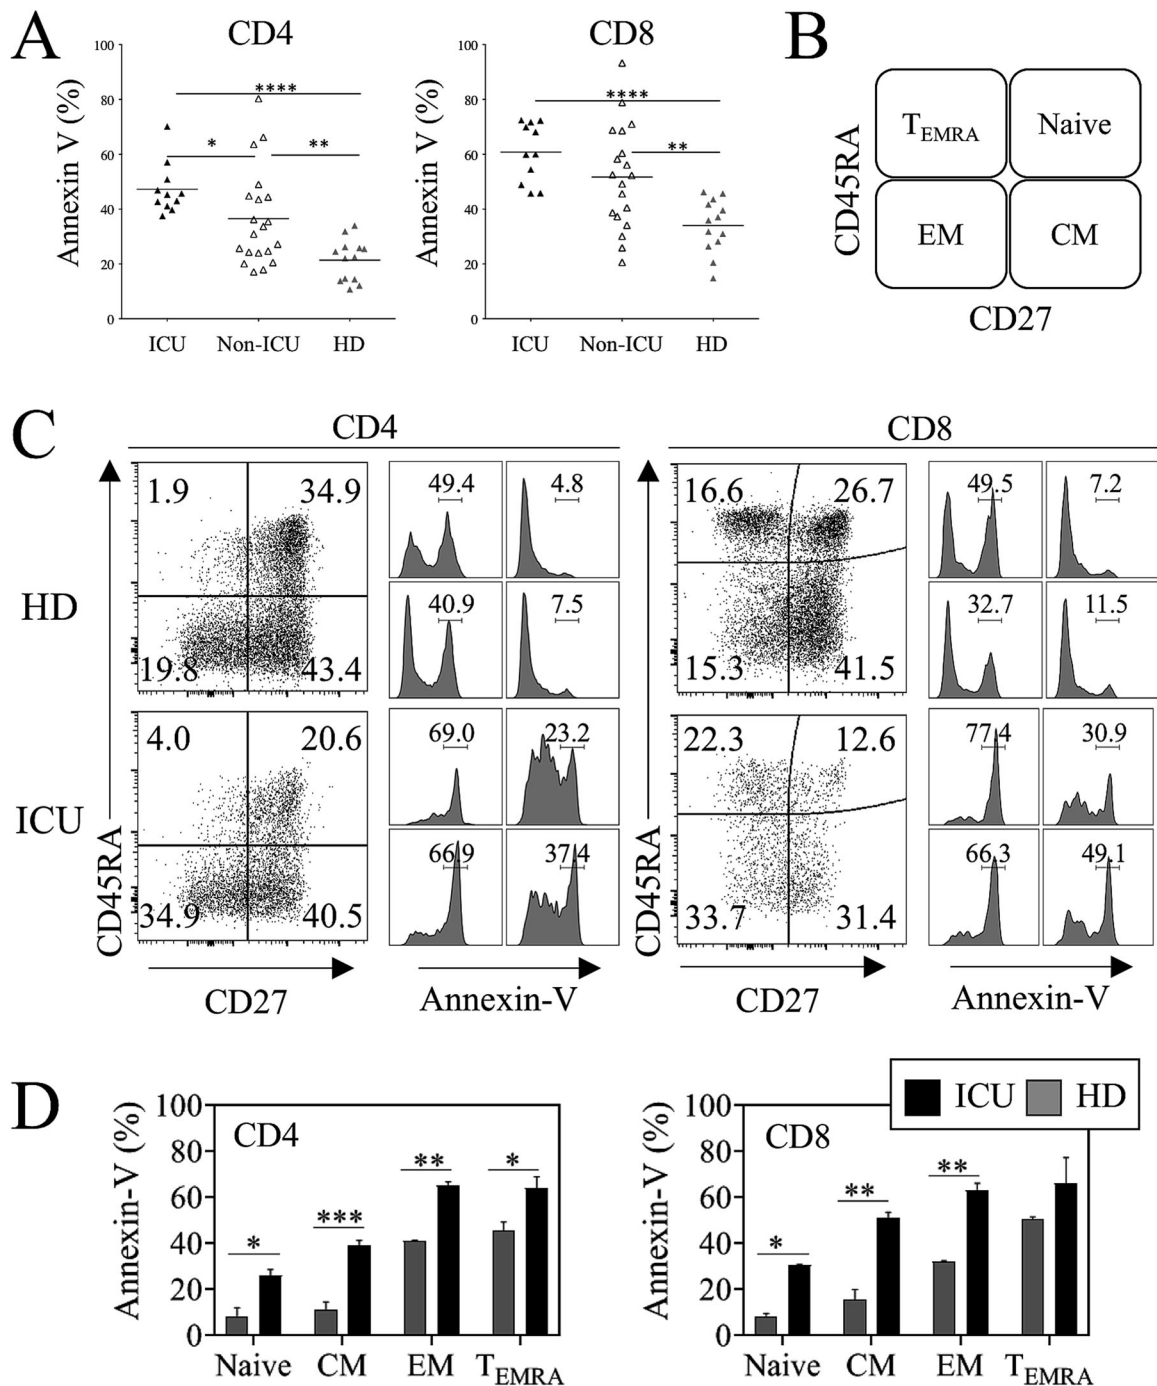 A
CD4
Annexin V (%)
100
80
60
40
20
0
****
*
**
ICU Non-ICU HD
CD8
Annexin V (%)
100
80
60
40
20
0
****
**
ICU Non-ICU HD
B
CD45RA
TEMRA Naive
EM CM
CD27
C
CD4
CD8
HD
1.9 34.9
19.8 43.4
49.4 4.8
40.9 7.5
16.6 26.7
15.3 41.5
49.5 7.2
32.7 11.5
ICU
4.0 20.6
34.9 40.5
69.0 23.2
66.9 37.4
22.3 12.6
33.7 31.4
77.4 30.9
66.3 49.1
CD45RA
CD45RA
CD27 Annexin-V CD27 Annexin-V
D
ICU HD
CD4
Annexin-V (%)
100
80
60
40
20
0
* *** ** *
Naive CM EM TEMRA
CD8
Annexin-V (%)
100
80
60
40
20
0
* ** **
Naive CM EM TEMRA